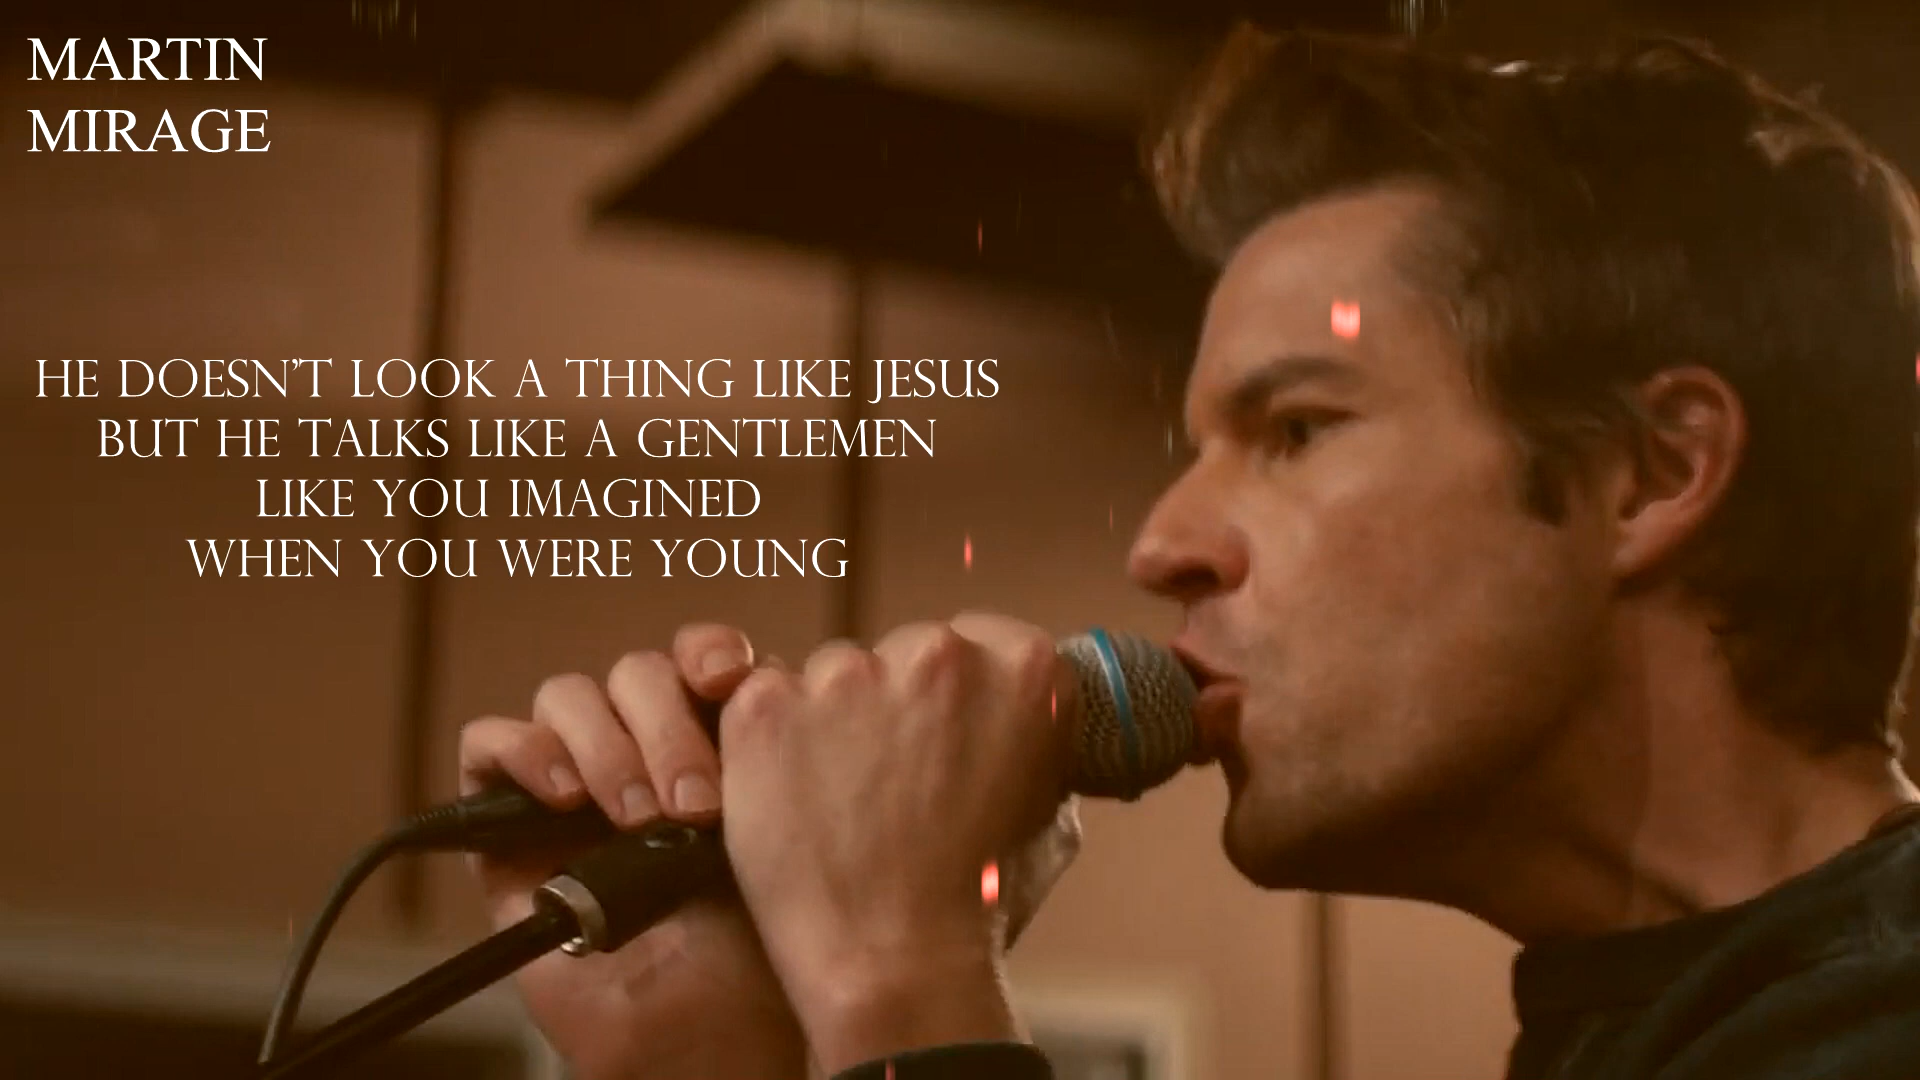 MARTIN
MIRAGE
HE DOESN'T LOOK A THING LIKE JESUS
BUT HE TALKS LIKE A GENTLEMEN
LIKE YOU IMAGINED
WHEN YOU WERE YOUNG